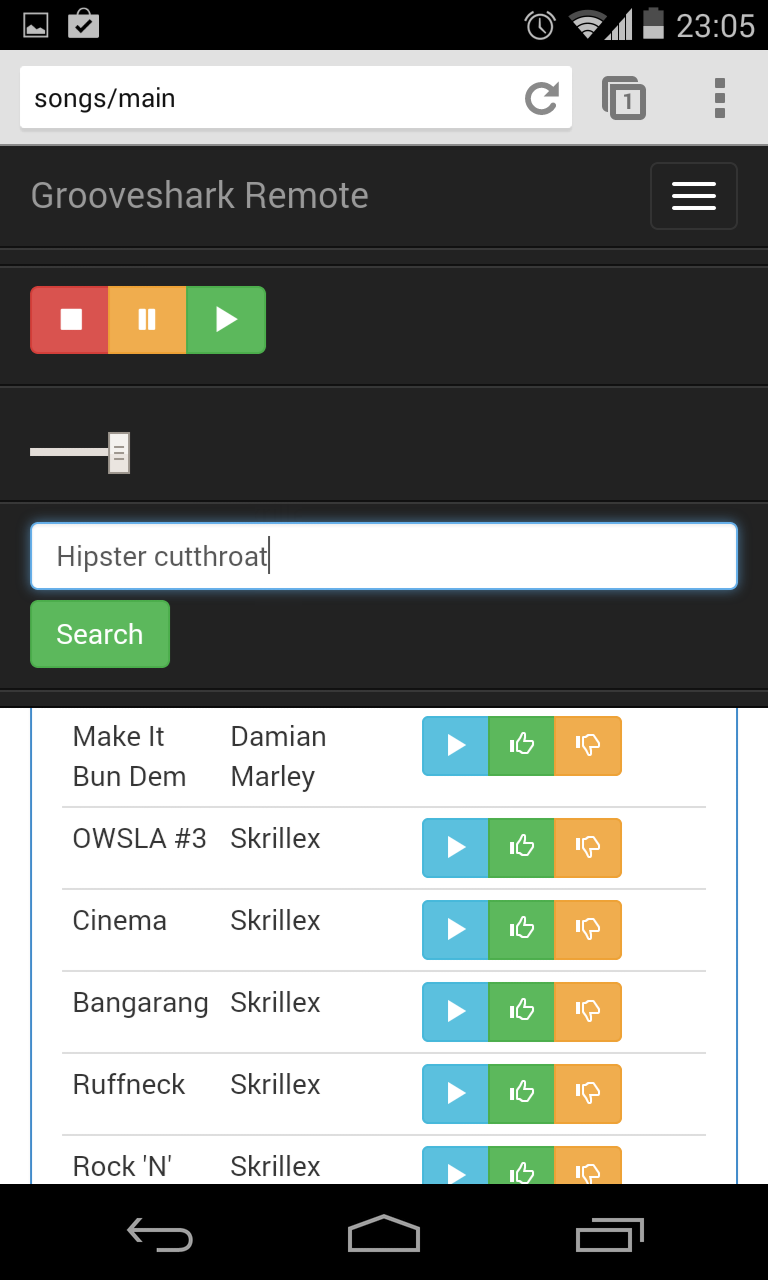 23:05
songs/main
1
Grooveshark Remote
Hipster cutthroat
Search
Make It Damian
Bun Dem Marley
OWSLA #3 Skrillex
Cinema Skrillex
Bangarang Skrillex
Ruffneck Skrillex
Rock 'N' Skrillex